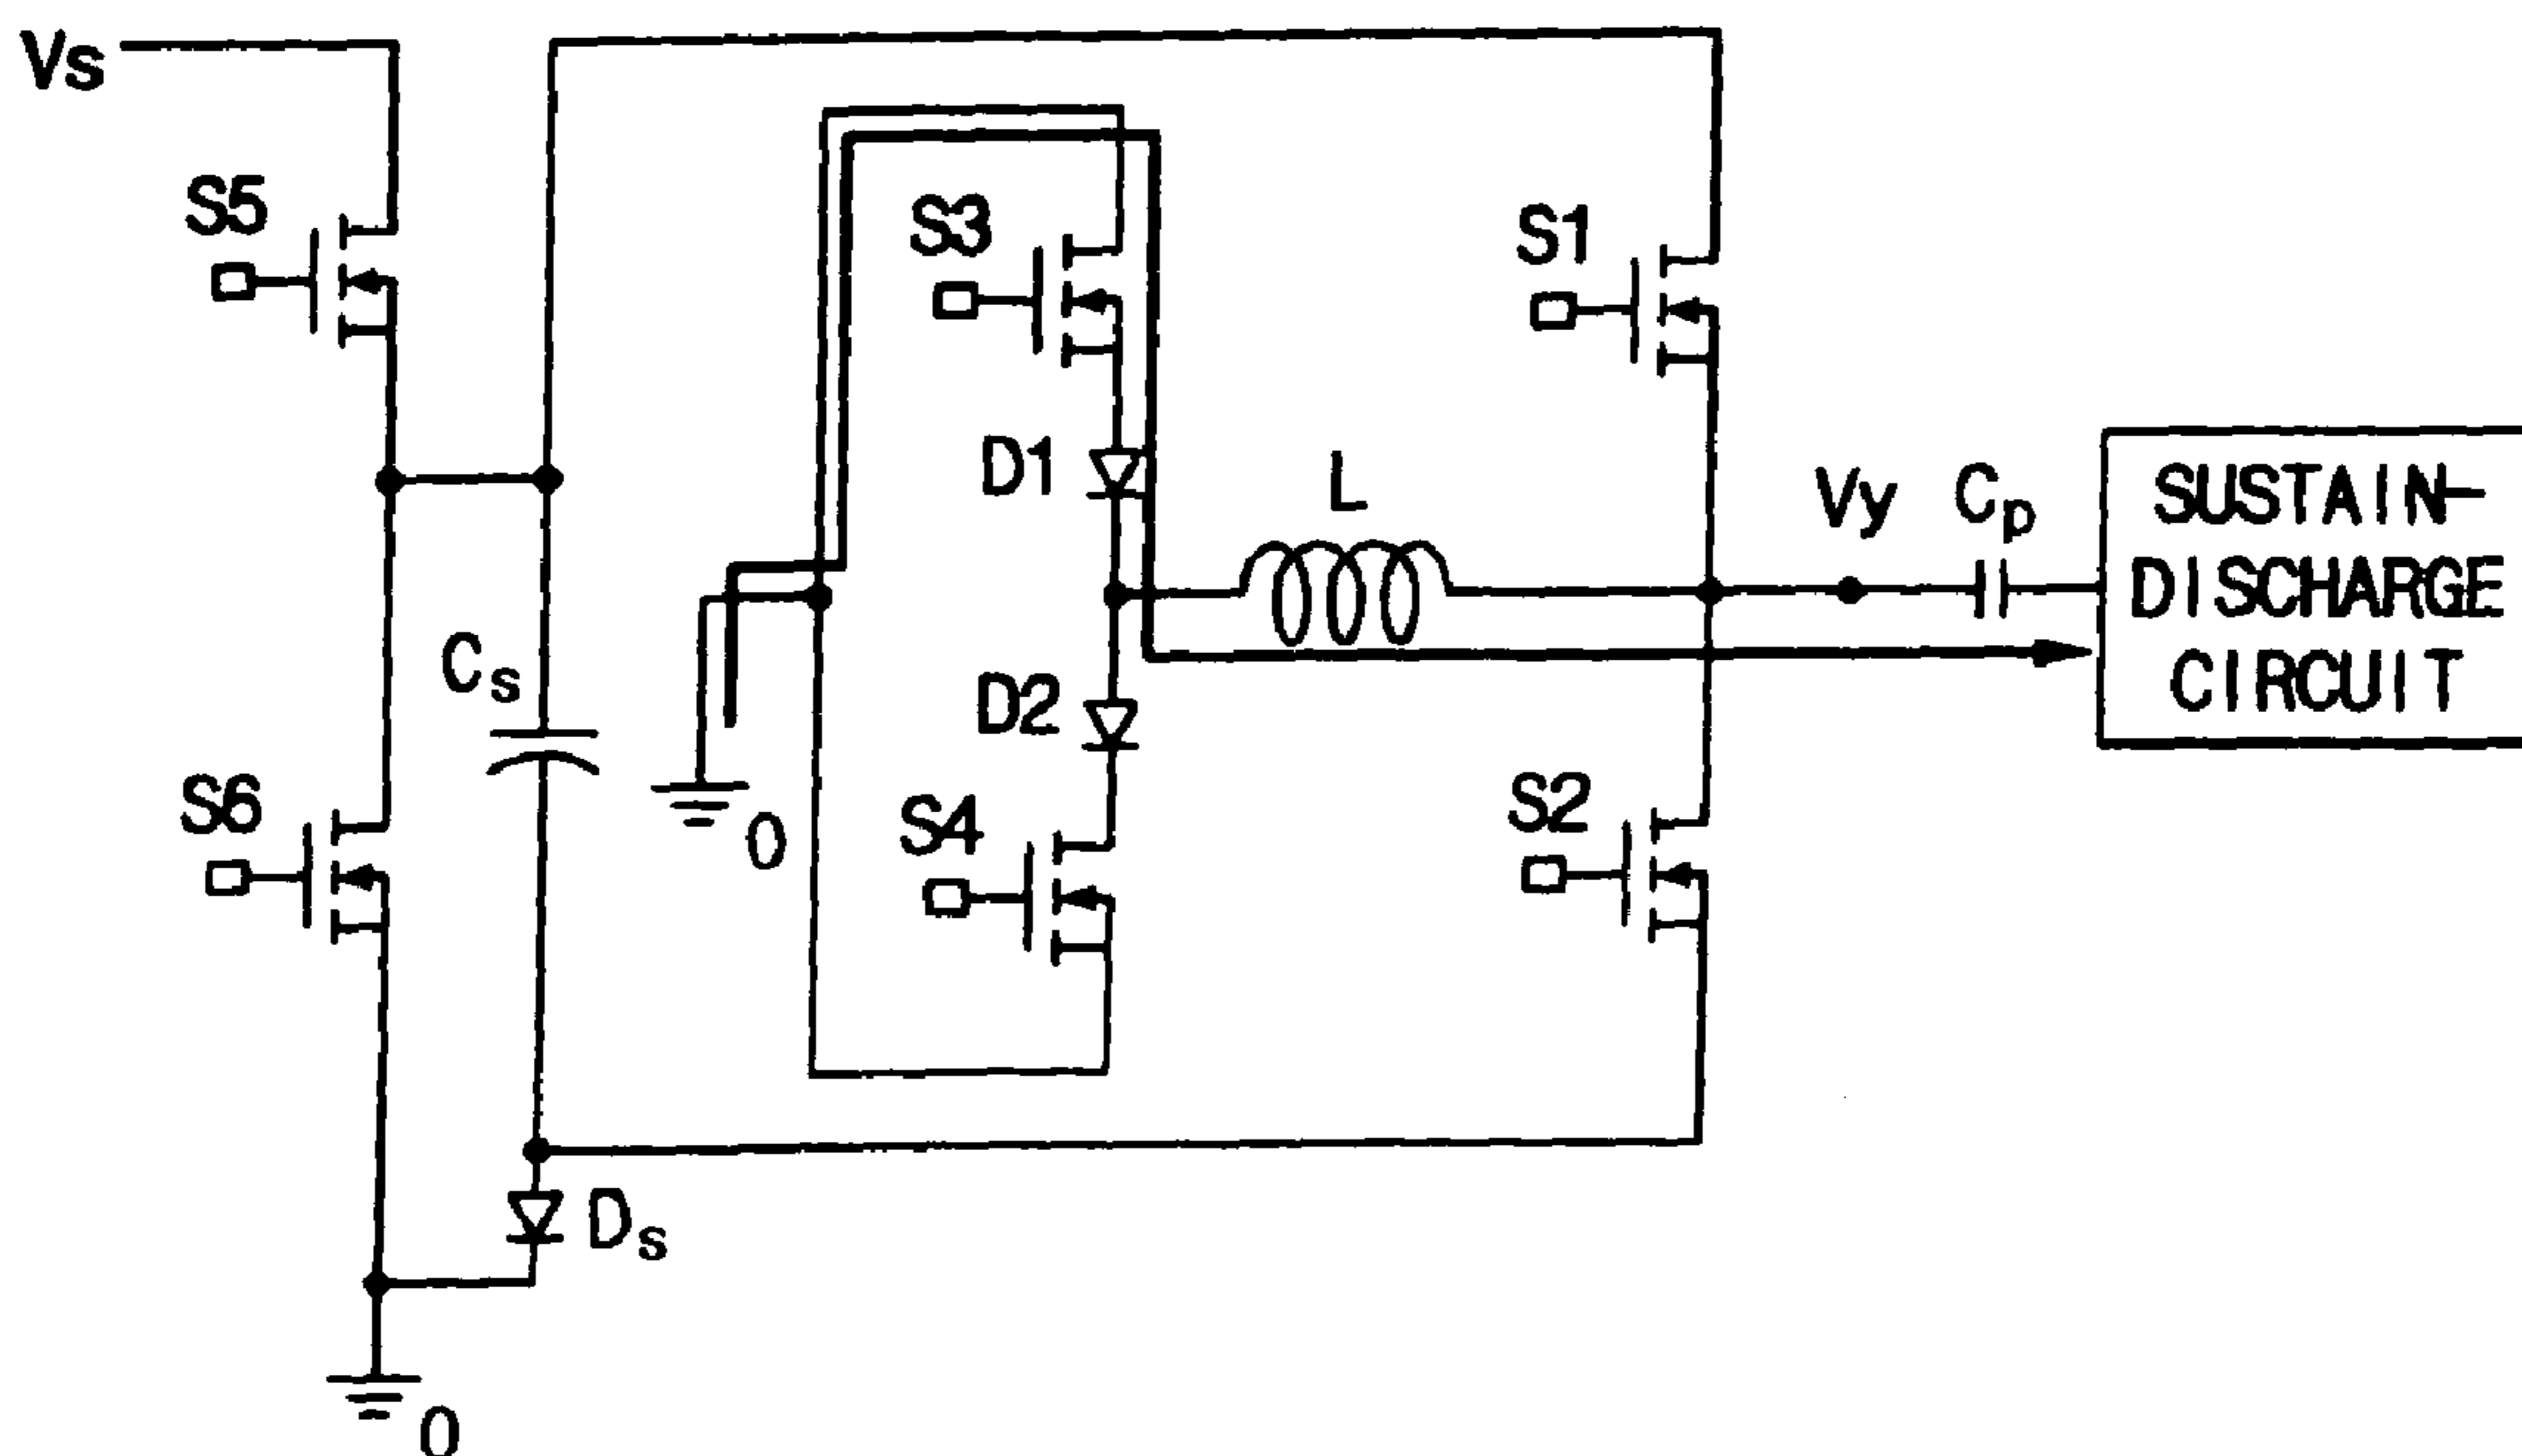 Vs
S5
S3
S1
D1
L
Vy
Cp
SUSTAIN-
DISCHARGE
CIRCUIT
Cs
D2
S6
0
S4
S2
Ds
0